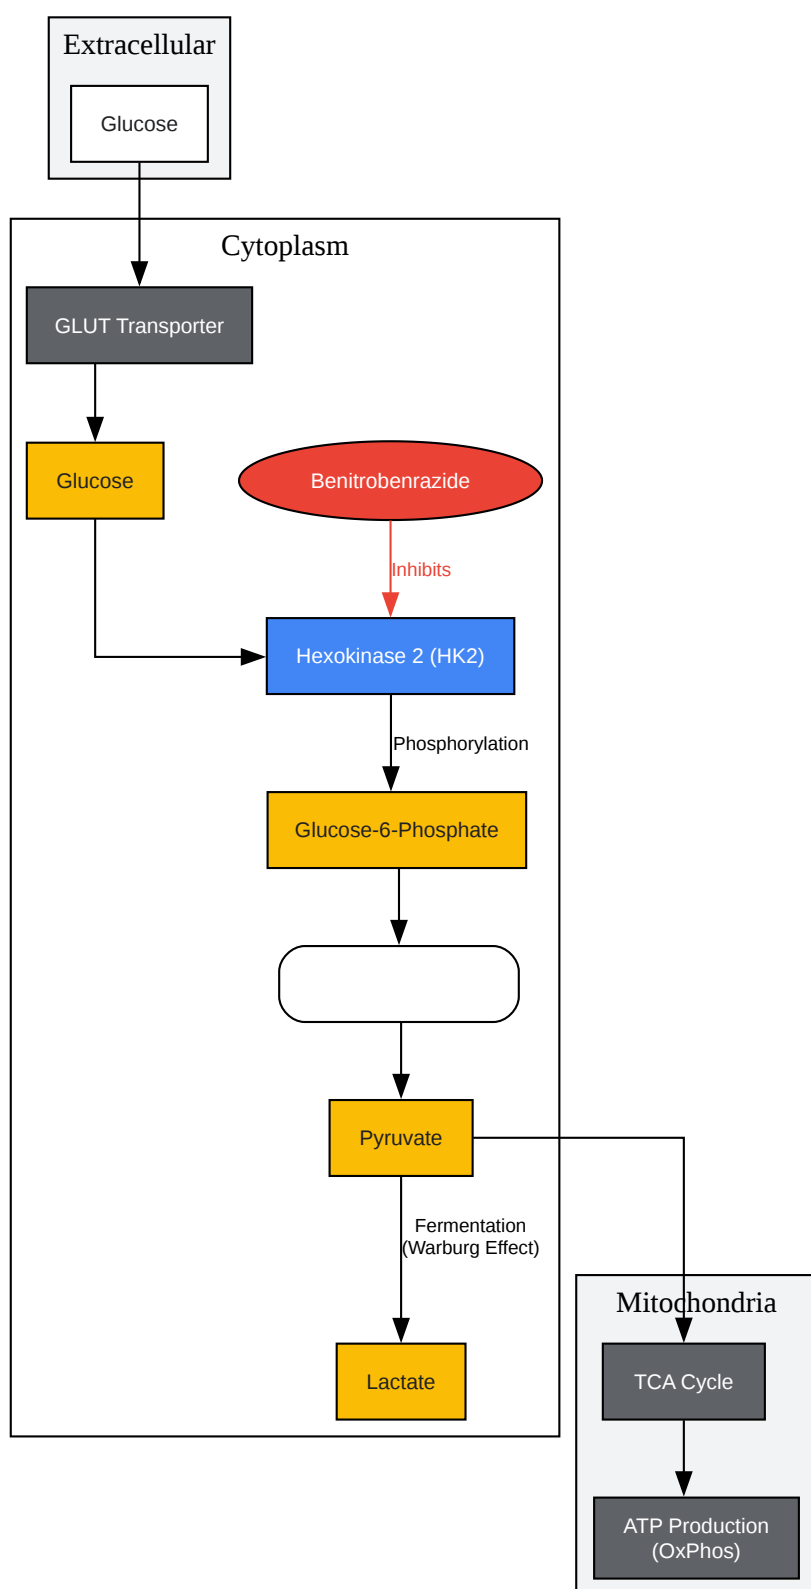 Extracellular
Glucose
Cytoplasm
GLUT Transporter
Glucose
Benitrobenrazide
Inhibits
Hexokinase 2 (HK2)
Phosphorylation
Glucose-6-Phosphate
Pyruvate
Fermentation
(Warburg Effect)
Lactate
Mitochondria
TCA Cycle
ATP Production
(OxPhos)